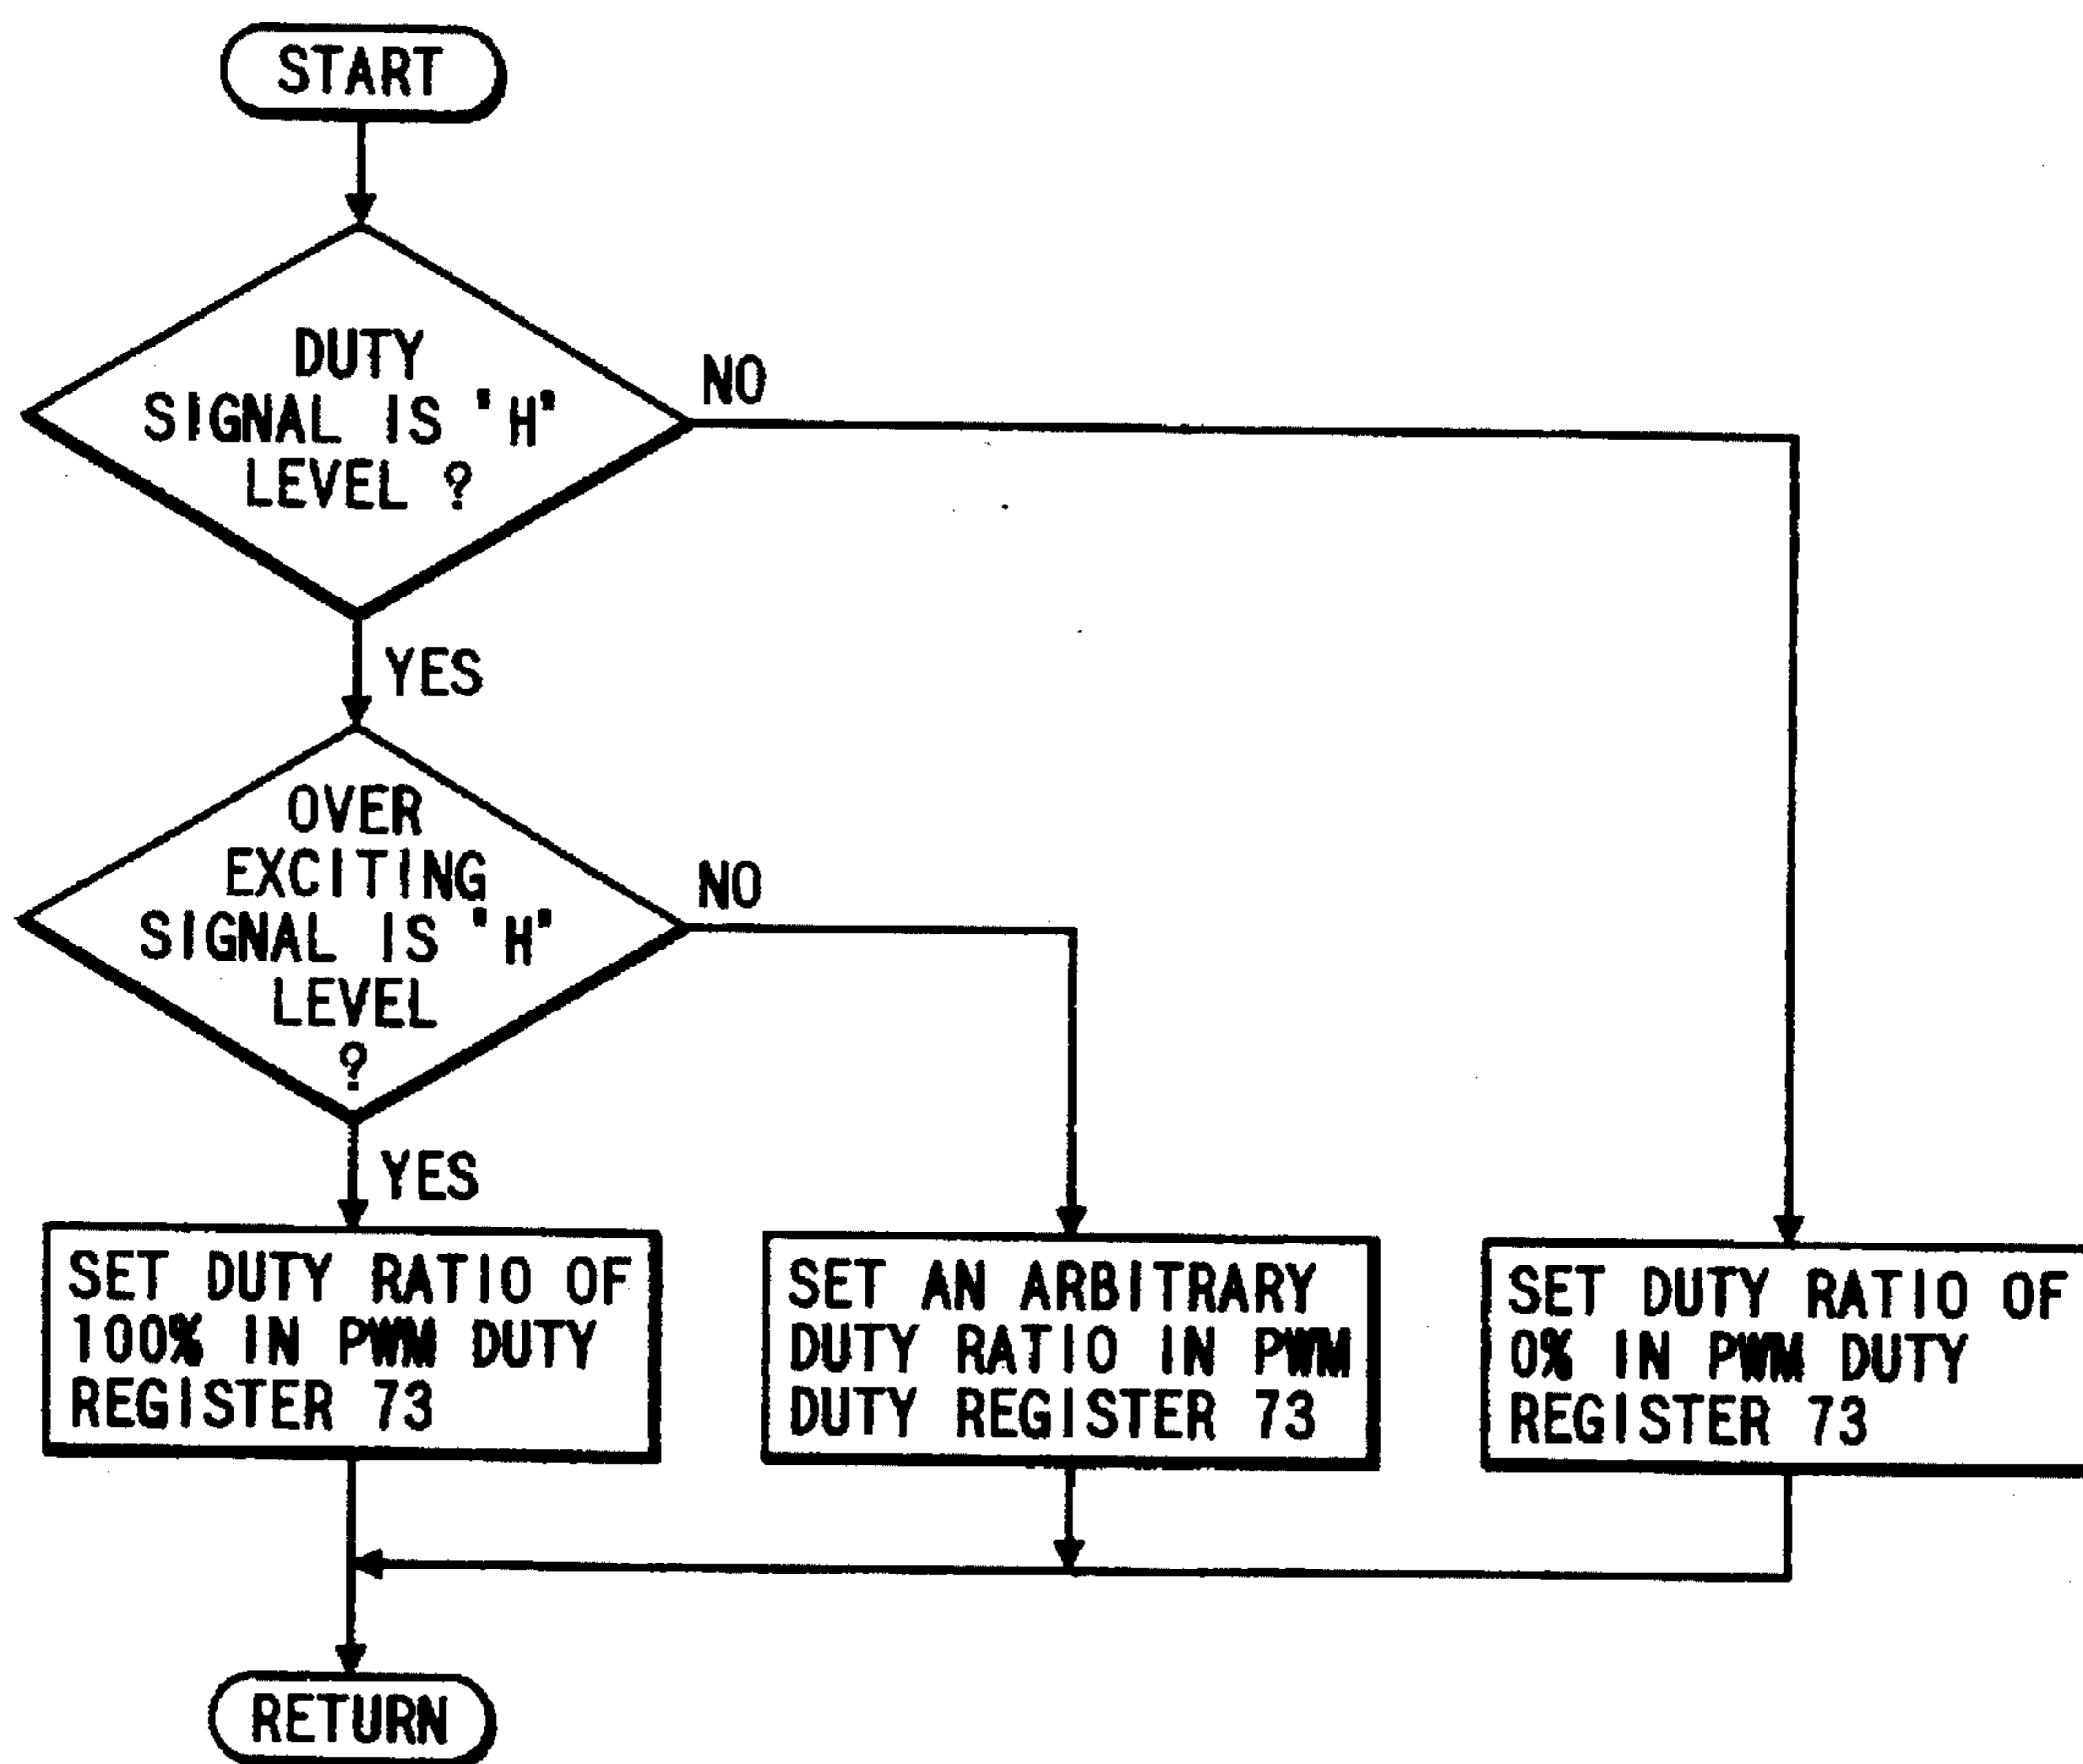 START
DUTY
SIGNAL IS "H"
LEVEL ?
NO
YES
OVER
EXCITING
SIGNAL IS "H"
LEVEL
?
NO
YES
SET DUTY RATIO OF
100% IN PWM DUTY
REGISTER 73
SET AN ARBITRARY
DUTY RATIO IN PWM
DUTY REGISTER 73
SET DUTY RATIO OF
0% IN PWM DUTY
REGISTER 73
RETURN